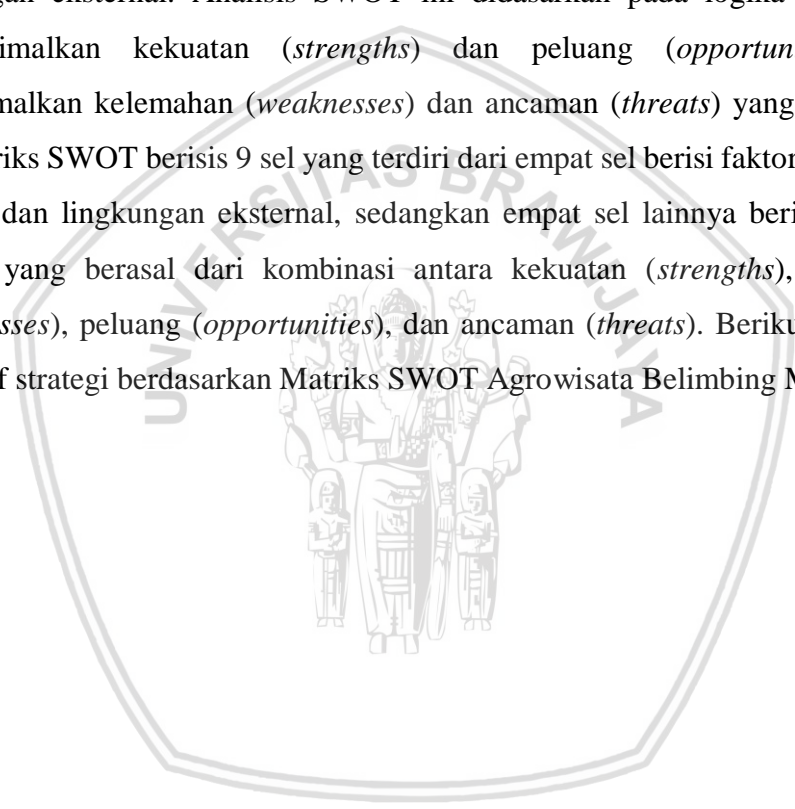 gan eksternal. Analisis SWOT ini didasarkan pada logika
imalkan kekuatan (strengths) dan peluang (opportun
malkan kelemahan (weaknesses) dan ancaman (threats) yang
riks SWOT berisis 9 sel yang terdiri dari empat sel berisi faktor
dan lingkungan eksternal, sedangkan empat sel lainnya beri
yang berasal dari kombinasi antara kekuatan (strengths),
sses), peluang (opportunities), dan ancaman (threats). Beriku
f strategi berdasarkan Matriks SWOT Agrowisata Belimbing M
UNIVERSITAS BRAWIJAYA